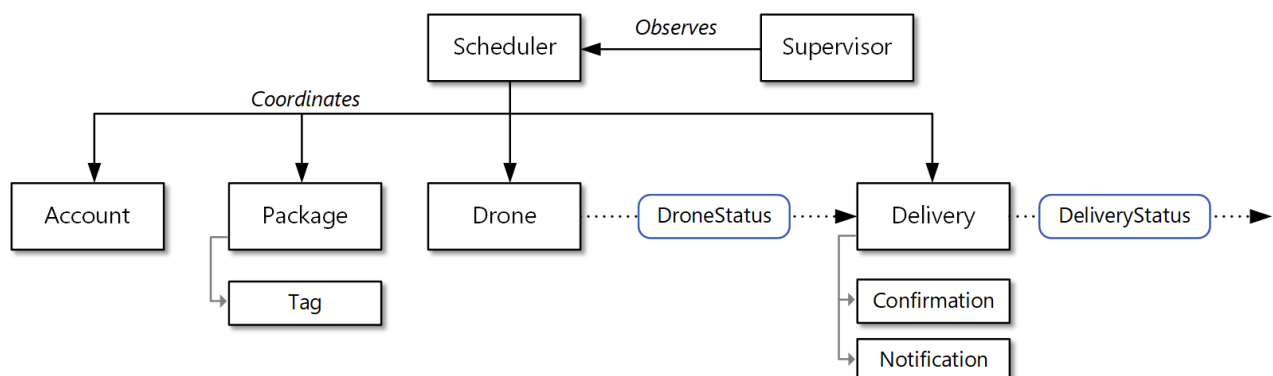 Scheduler
Observes
Supervisor
Coordinates
Account
Package
Drone
DroneStatus
Delivery
DeliveryStatus
Tag
Confirmation
Notification